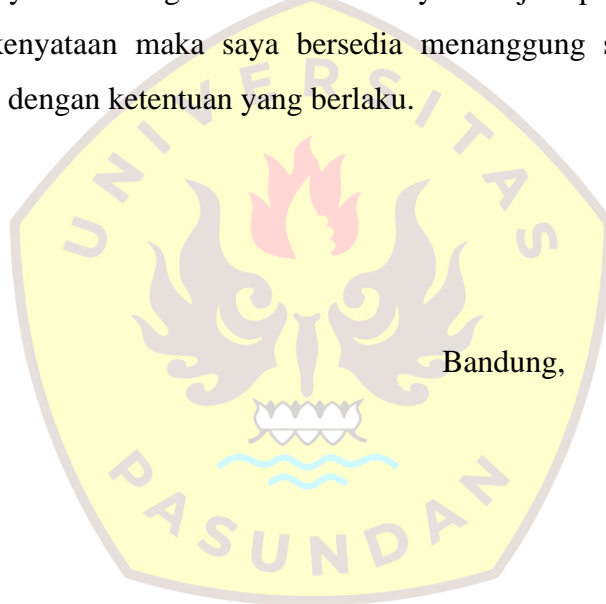 kenyataan maka saya bersedia menanggung
dengan ketentuan yang berlaku.
UNIVERSITAS
Bandung,
PASUNDAN